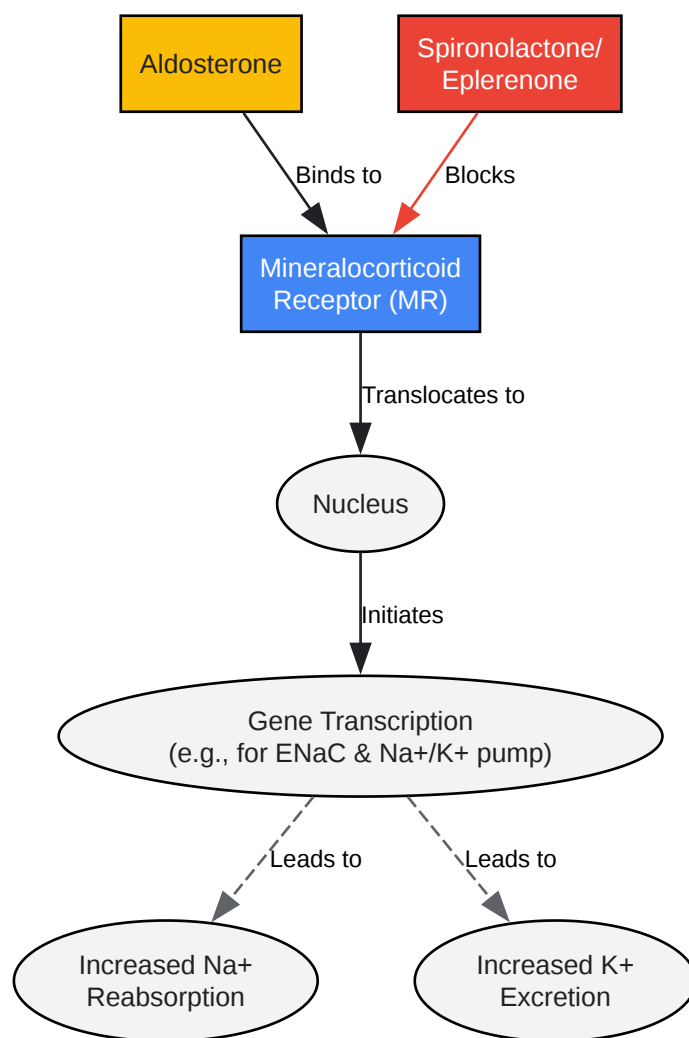 Aldosterone
Spironolactone/
Eplerenone
Binds to
Blocks
Mineralocorticoid
Receptor (MR)
Translocates to
Nucleus
Initiates
Gene Transcription
(e.g., for ENaC & Na+/K+ pump)
Leads to
Leads to
Increased Na+
Reabsorption
Increased K+
Excretion